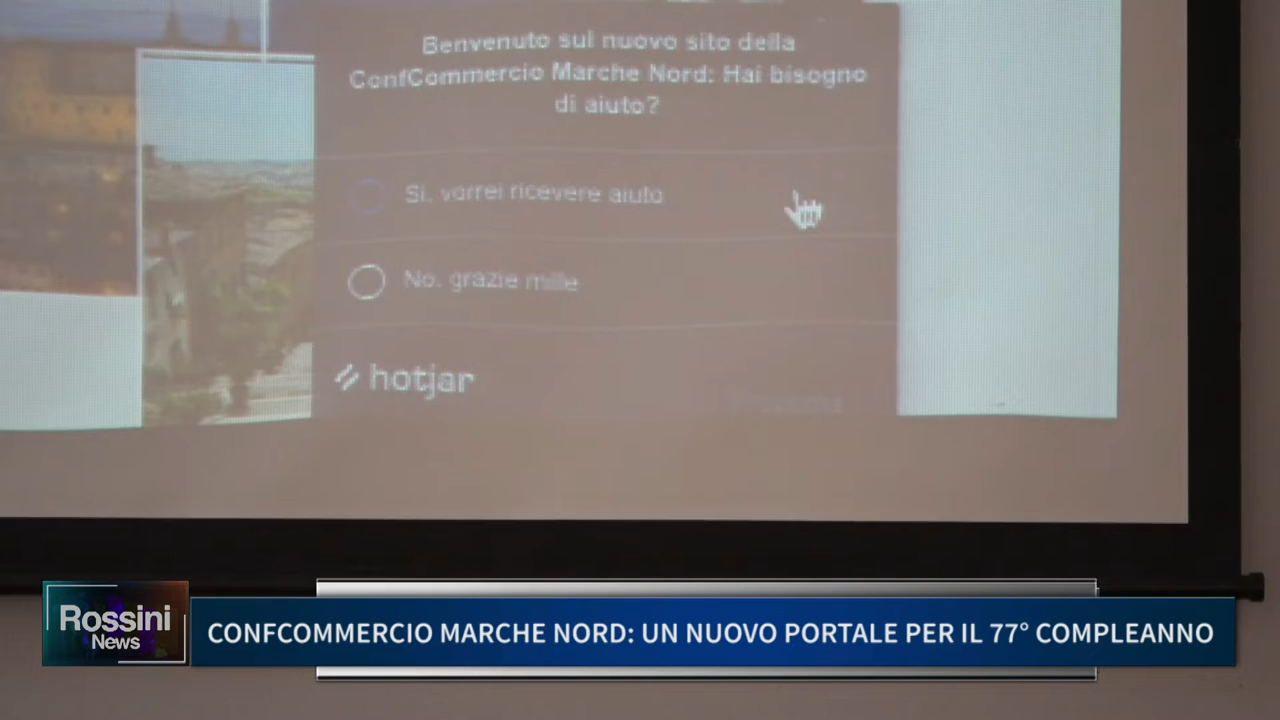 Benvenuto sul nuovo sito della
ConfCommercio Marche Nord: Hai bisogno
di aiuto?
Si, vorrei ricevere aiuto
No, grazie mille
hotjar
Rossini
News
CONFCOMMERCIO MARCHE NORD: UN NUOVO PORTALE PER IL 77° COMPLEANNO